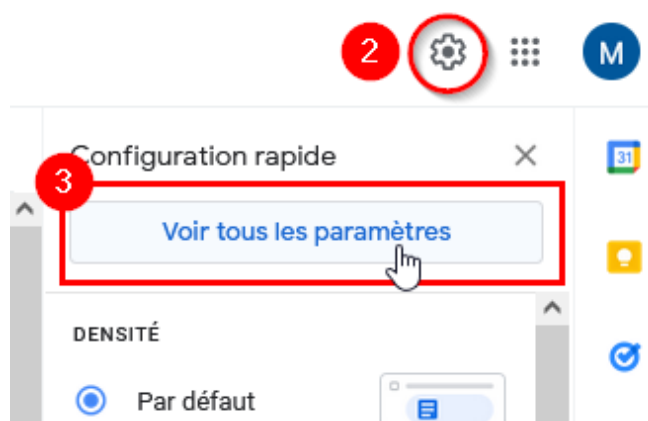 2
M
Configuration rapide
31
3
Voir tous les paramètres
DENSITÉ
Par défaut